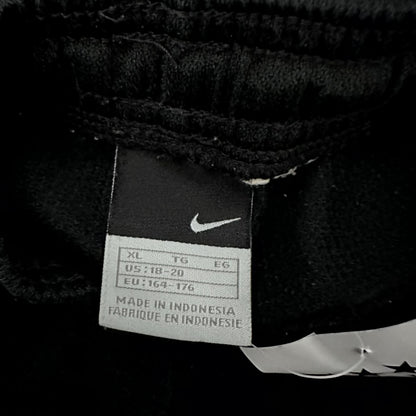 XL TG EG
US:18-20
EU:164-176
MADE IN INDONESIA
FABRIQUE EN INDONESIE